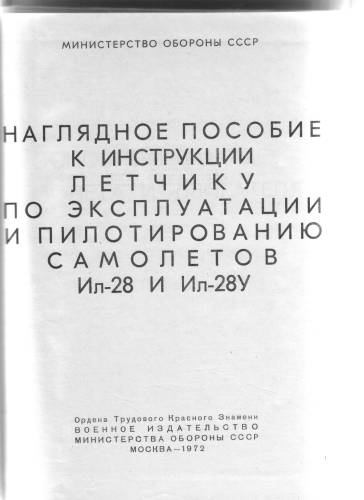 МИНИСТЕРСТВО ОБОРОНЫ СССР
НАГЛЯДНОЕ ПОСОБИЕ
К ИНСТРУКЦИИ
ЛЕТЧИКУ
ПО ЭКСПЛУАТАЦИИ
И ПИЛОТИРОВАНИЮ
САМОЛЕТОВ
Ил-28 И Ил-28У
Ордена Трудового Красного Знамени
ВОЕННОЕ ИЗДАТЕЛЬСТВО
МИНИСТЕРСТВА ОБОРОНЫ СССР
МОСКВА—1972